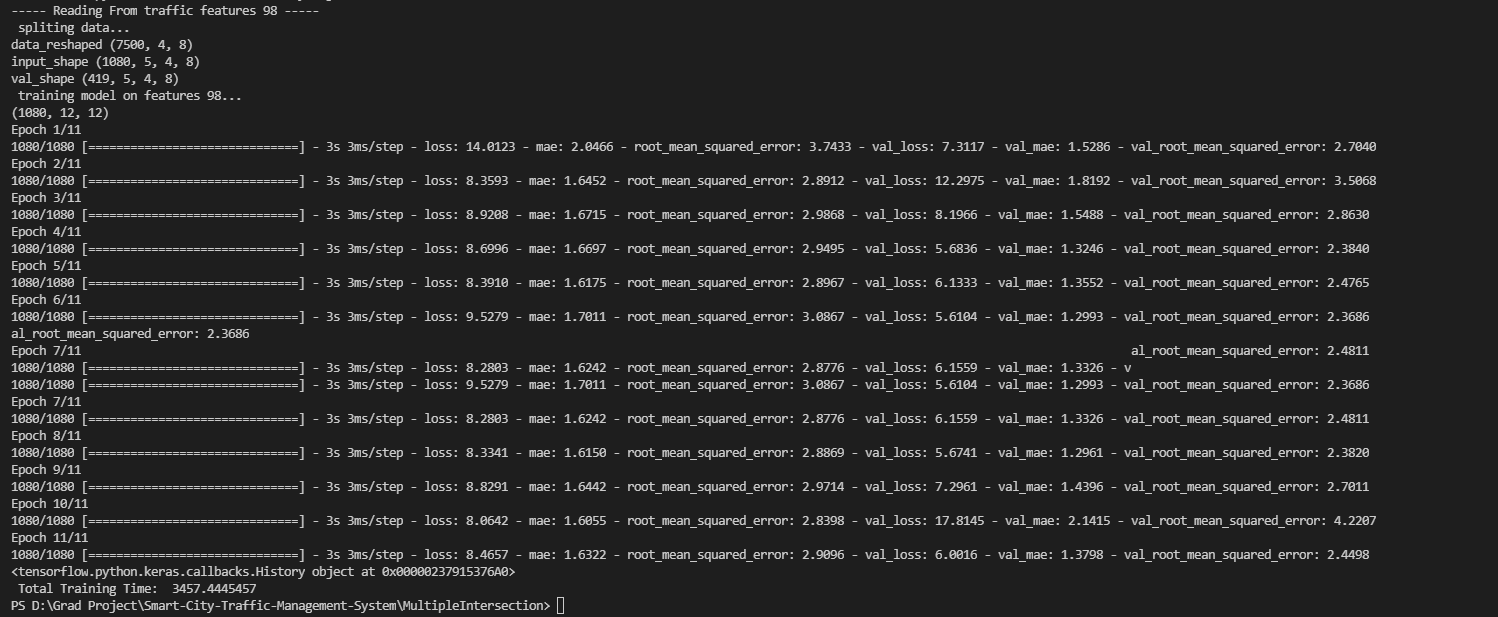 ----- Reading From traffic features 98 -----
spliting data...
data_reshaped (7500, 4, 8)
input_shape (1080, 5, 4, 8)
val_shape (419, 5, 4, 8)
training model on features 98...
(1080, 12, 12)
Epoch 1/11
1080/1080 [==============================] - 3s 3ms/step - loss: 14.0123 - mae: 2.0466 - root_mean_squared_error: 3.7433 - val_loss: 7.3117 - val_mae: 1.5286 - val_root_mean_squared_error: 2.7040
Epoch 2/11
1080/1080 [==============================] - 3s 3ms/step - loss: 8.3593 - mae: 1.6452 - root_mean_squared_error: 2.8912 - val_loss: 12.2975 - val_mae: 1.8192 - val_root_mean_squared_error: 3.5068
Epoch 3/11
1080/1080 [==============================] - 3s 3ms/step - loss: 8.9208 - mae: 1.6715 - root_mean_squared_error: 2.9868 - val_loss: 8.1966 - val_mae: 1.5488 - val_root_mean_squared_error: 2.8630
Epoch 4/11
1080/1080 [==============================] - 3s 3ms/step - loss: 8.6996 - mae: 1.6697 - root_mean_squared_error: 2.9495 - val_loss: 5.6836 - val_mae: 1.3246 - val_root_mean_squared_error: 2.3840
Epoch 5/11
1080/1080 [==============================] - 3s 3ms/step - loss: 8.3910 - mae: 1.6175 - root_mean_squared_error: 2.8967 - val_loss: 6.1333 - val_mae: 1.3552 - val_root_mean_squared_error: 2.4765
Epoch 6/11
1080/1080 [==============================] - 3s 3ms/step - loss: 9.5279 - mae: 1.7011 - root_mean_squared_error: 3.0867 - val_loss: 5.6104 - val_mae: 1.2993 - val_root_mean_squared_error: 2.3686
al_root_mean_squared_error: 2.3686
Epoch 7/11 al_root_mean_squared_error: 2.4811
1080/1080 [==============================] - 3s 3ms/step - loss: 8.2803 - mae: 1.6242 - root_mean_squared_error: 2.8776 - val_loss: 6.1559 - val_mae: 1.3326 - v
1080/1080 [==============================] - 3s 3ms/step - loss: 9.5279 - mae: 1.7011 - root_mean_squared_error: 3.0867 - val_loss: 5.6104 - val_mae: 1.2993 - val_root_mean_squared_error: 2.3686
Epoch 7/11
1080/1080 [==============================] - 3s 3ms/step - loss: 8.2803 - mae: 1.6242 - root_mean_squared_error: 2.8776 - val_loss: 6.1559 - val_mae: 1.3326 - val_root_mean_squared_error: 2.4811
Epoch 8/11
1080/1080 [==============================] - 3s 3ms/step - loss: 8.3341 - mae: 1.6150 - root_mean_squared_error: 2.8869 - val_loss: 5.6741 - val_mae: 1.2961 - val_root_mean_squared_error: 2.3820
Epoch 9/11
1080/1080 [==============================] - 3s 3ms/step - loss: 8.8291 - mae: 1.6442 - root_mean_squared_error: 2.9714 - val_loss: 7.2961 - val_mae: 1.4396 - val_root_mean_squared_error: 2.7011
Epoch 10/11
1080/1080 [==============================] - 3s 3ms/step - loss: 8.0642 - mae: 1.6055 - root_mean_squared_error: 2.8398 - val_loss: 17.8145 - val_mae: 2.1415 - val_root_mean_squared_error: 4.2207
Epoch 11/11
1080/1080 [==============================] - 3s 3ms/step - loss: 8.4657 - mae: 1.6322 - root_mean_squared_error: 2.9096 - val_loss: 6.0016 - val_mae: 1.3798 - val_root_mean_squared_error: 2.4498
<tensorflow.python.keras.callbacks.History object at 0x00000237915376A0>
Total Training Time:  3457.4445457
PS D:\Grad Project\Smart-City-Traffic-Management-System\MultipleIntersection>